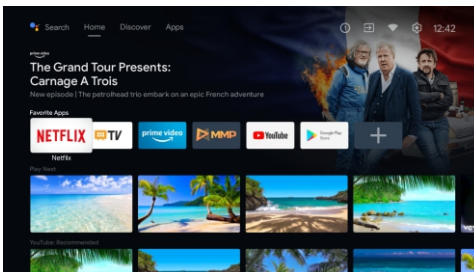 Search Home Discover Apps 12:42
prime video
The Grand Tour Presents:
Carnage A Trois
New episode | The petrolhead trio embark on an epic French adventure
Favorite Apps
NETFLIX TV prime video MMP YouTube Google Play Store
Netflix
Play Next
YouTube: Recommended